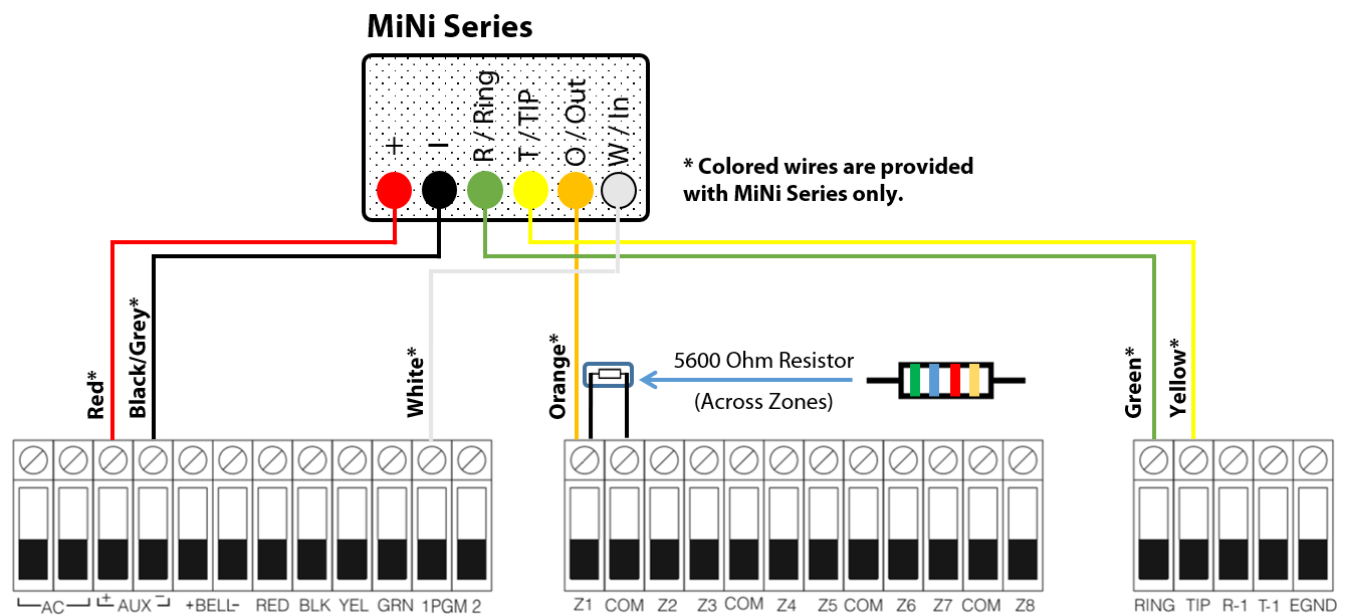 MiNi Series
+
–
R / Ring
T / TIP
O / Out
W / In
* Colored wires are provided
with MiNi Series only.
Red*
Black/Grey*
White*
Orange*
5600 Ohm Resistor
(Across Zones)
Green*
Yellow*
AC + AUX – +BELL– RED BLK YEL GRN 1PGM 2
Z1 COM Z2 Z3 COM Z4 Z5 COM Z6 Z7 COM Z8
RING TIP R-1 T-1 EGND